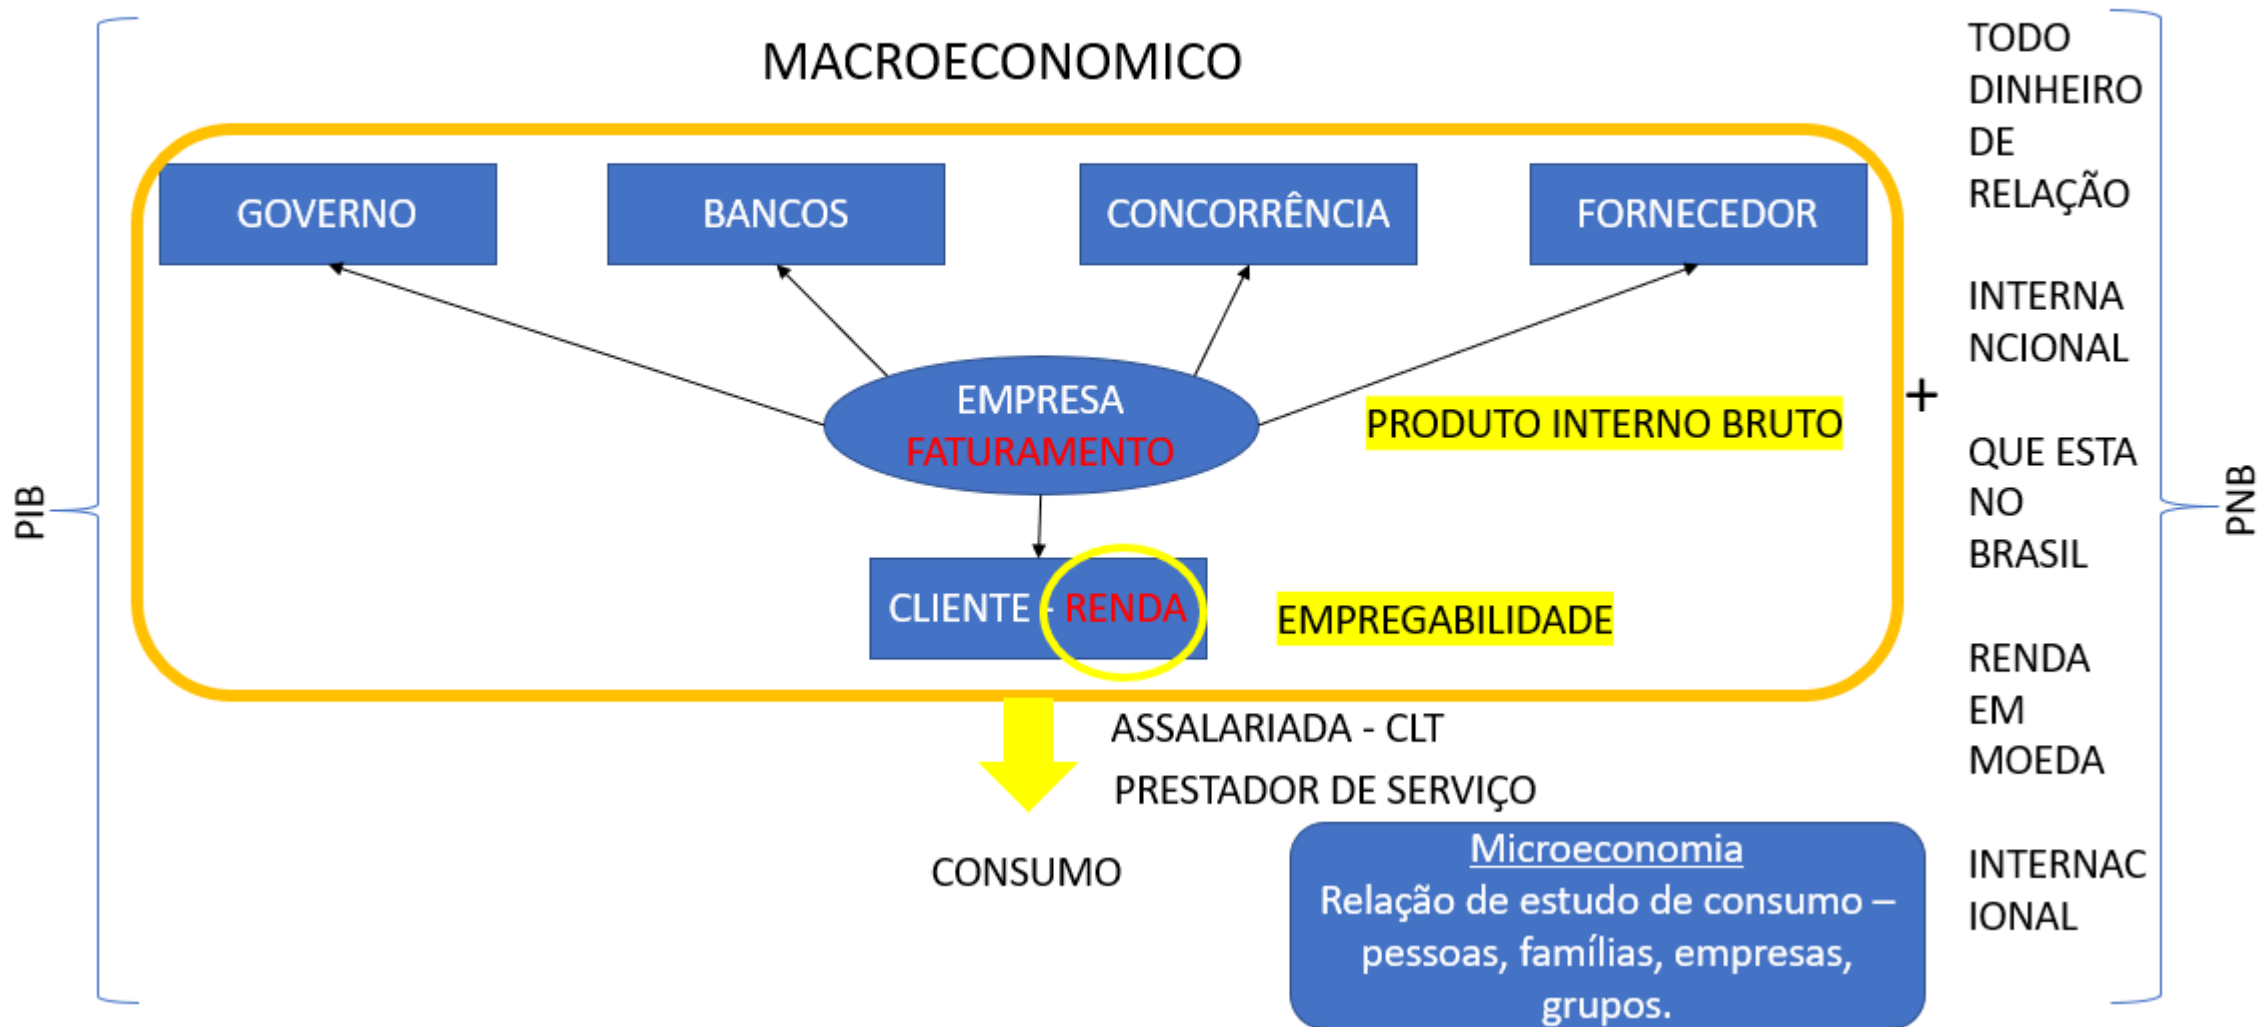 MACROECONOMICO
GOVERNO
BANCOS
CONCORRÊNCIA
FORNECEDOR
EMPRESA
FATURAMENTO
PRODUTO INTERNO BRUTO
CLIENTE - RENDA
EMPREGABILIDADE
ASSALARIADA - CLT
PRESTADOR DE SERVIÇO
CONSUMO
Microeconomia
Relação de estudo de consumo –
pessoas, famílias, empresas,
grupos.
PIB
+
TODO
DINHEIRO
DE
RELAÇÃO
INTERNA
NCIONAL
QUE ESTA
NO
BRASIL
RENDA
EM
MOEDA
INTERNAC
IONAL
PNB